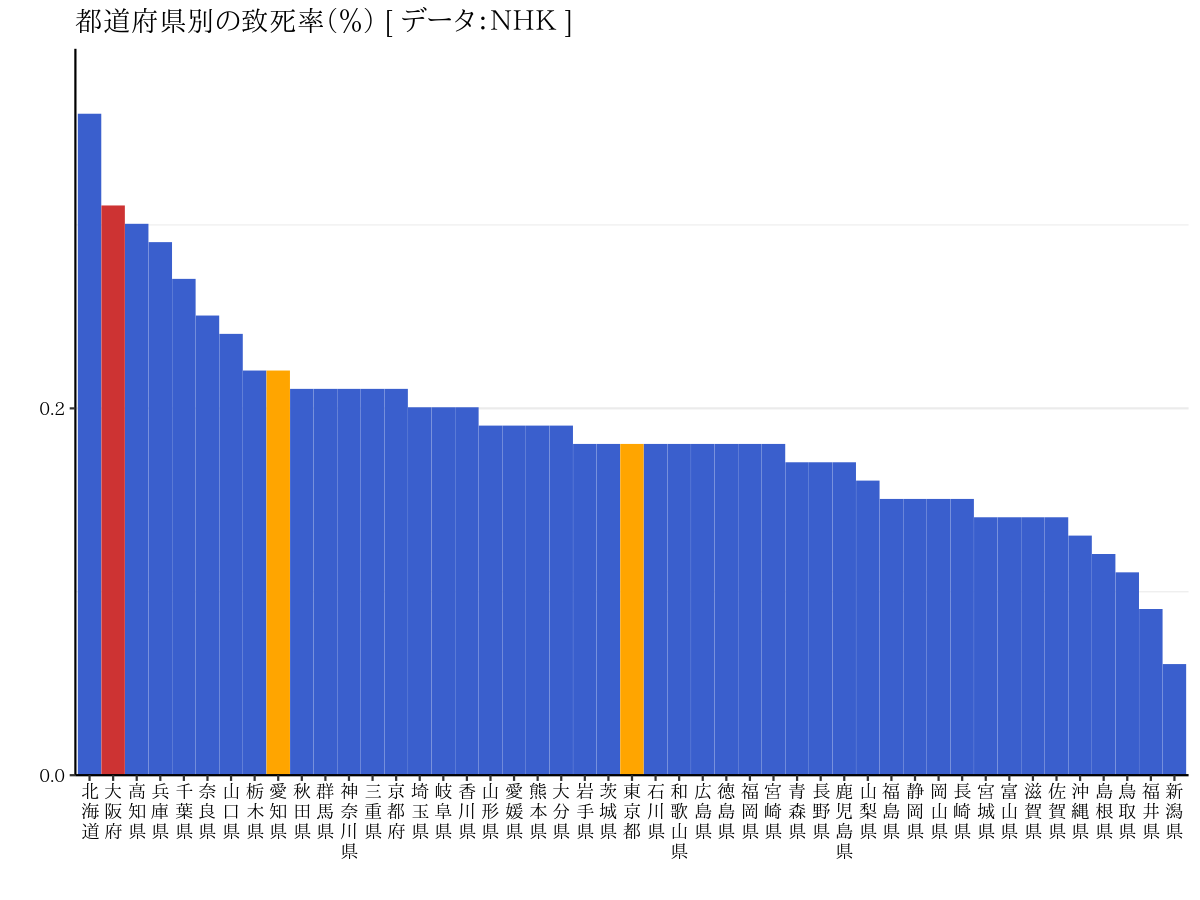 都道府県別の致死率(%) [ データ:NHK ]
0.2
0.0
北海道
大阪府
高知県
兵庫県
千葉県
奈良県
山口県
栃木県
愛知県
秋田県
群馬県
神奈川県
三重県
京都府
埼玉県
岐阜県
香川県
山形県
愛媛県
熊本県
大分県
岩手県
茨城県
東京都
石川県
和歌山県
広島県
徳島県
福岡県
宮崎県
青森県
長野県
鹿児島県
山梨県
福島県
静岡県
岡山県
長崎県
宮城県
富山県
滋賀県
佐賀県
沖縄県
島根県
鳥取県
福井県
新潟県